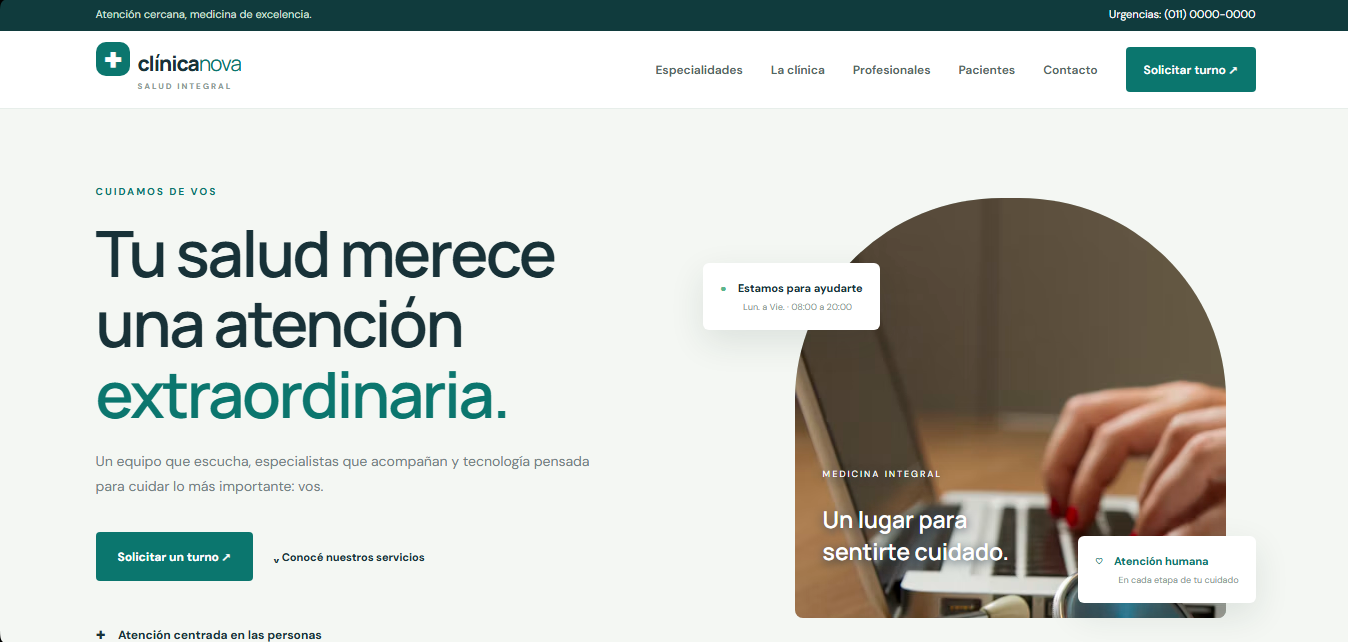 Atención cercana, medicina de excelencia.
Urgencias: (011) 0000-0000
clínicanova
SALUD INTEGRAL
Especialidades
La clínica
Profesionales
Pacientes
Contacto
Solicitar turno ↗
CUIDAMOS DE VOS
Tu salud merece
una atención
extraordinaria.
Un equipo que escucha, especialistas que acompañan y tecnología pensada
para cuidar lo más importante: vos.
Solicitar un turno ↗
Conocé nuestros servicios
Atención centrada en las personas
Estamos para ayudarte
Lun. a Vie. · 08:00 a 20:00
MEDICINA INTEGRAL
Un lugar para
sentirte cuidado.
Atención humana
En cada etapa de tu cuidado